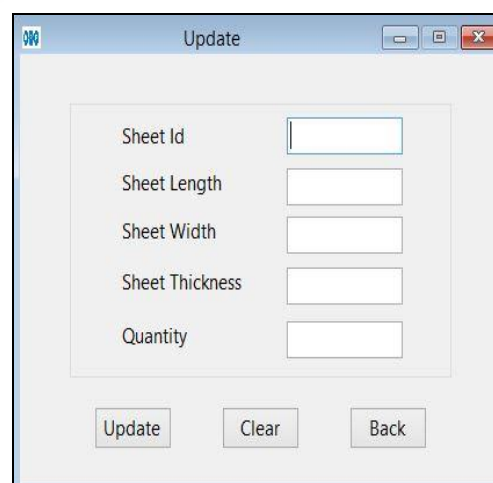 Update
Sheet Id
Sheet Length
Sheet Width
Sheet Thickness
Quantity
Update Clear Back